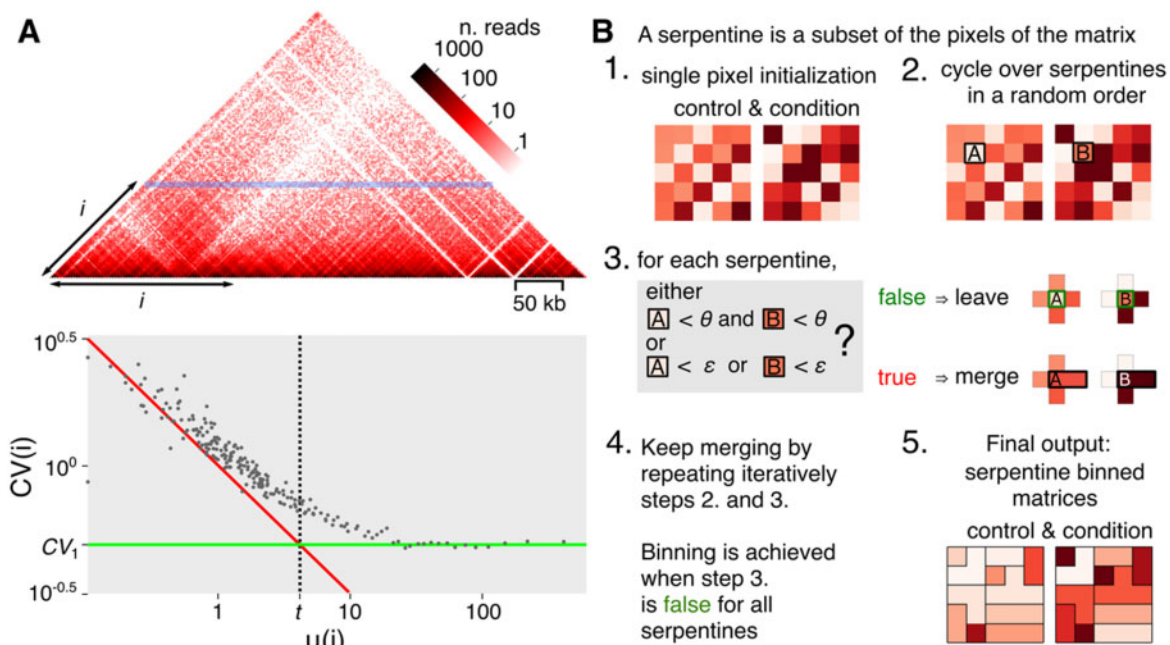 A
n. reads
1000
100
10
1
i
i
50 kb
10^0.5
10^0
CV₁
10^-0.5
CV(i)
1
t
10
100
μ(i)
B
A serpentine is a subset of the pixels of the matrix
1. single pixel initialization
control & condition
2. cycle over serpentines
in a random order
A
B
3. for each serpentine,
either
A < θ and B < θ
or
A < ε or B < ε
?
false ⇒ leave
A
B
true ⇒ merge
A
B
4. Keep merging by
repeating iteratively
steps 2. and 3.
Binning is achieved
when step 3.
is false for all
serpentines
5. Final output:
serpentine binned
matrices
control & condition